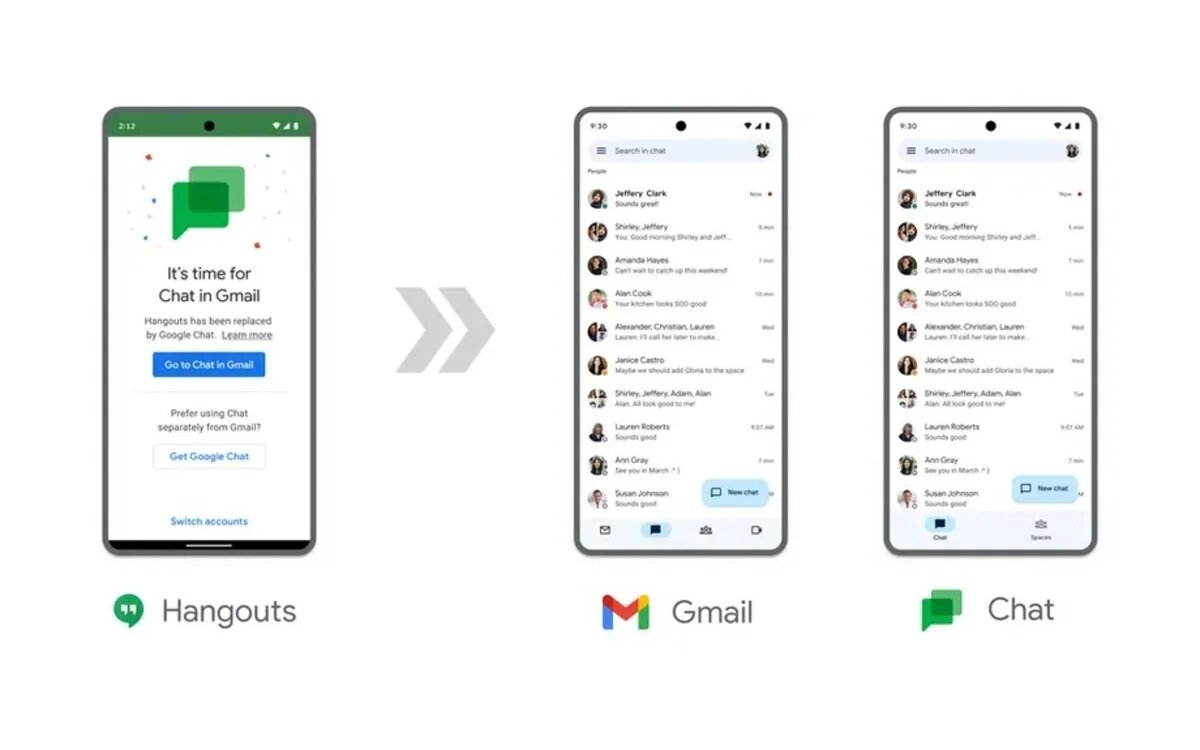 2:12
It's time for
Chat in Gmail
Hangouts has been replaced
by Google Chat. Learn more
Go to Chat in Gmail
Prefer using Chat
separately from Gmail?
Get Google Chat
Switch accounts
Hangouts
9:30
Search in chat
People
Jeffery Clark
Now
Sounds great!
Shirley, Jeffery
5 min
You: Good morning Shirley and Jeff...
Amanda Hayes
7 min
Can't wait to catch up this weekend!
Alan Cook
10 min
Your kitchen looks SOO good
Alexander, Christian, Lauren
Wed
Lauren: I'll call her later to make...
Janice Castro
Wed
Maybe we should add Gloria to the space
Shirley, Jeffery, Adam, Alan
Tue
Alan: All look good to me!
Lauren Roberts
9:07 AM
Sounds good
Ann Gray
7 min
See you in March :* )
Susan Johnson
M
Sounds good
New chat
Gmail
9:30
Search in chat
People
Jeffery Clark
Now
Sounds great!
Shirley, Jeffery
5 min
You: Good morning Shirley and Jeff...
Amanda Hayes
7 min
Can't wait to catch up this weekend!
Alan Cook
10 min
Your kitchen looks SOO good
Alexander, Christian, Lauren
Wed
Lauren: I'll call her later to make...
Janice Castro
Wed
Maybe we should add Gloria to the space
Shirley, Jeffery, Adam, Alan
Tue
Alan: All look good to me!
Lauren Roberts
9:07 AM
Sounds good
Ann Gray
7 min
See you in March :* )
Susan Johnson
M
Sounds good
New chat
Chat
Spaces
Chat